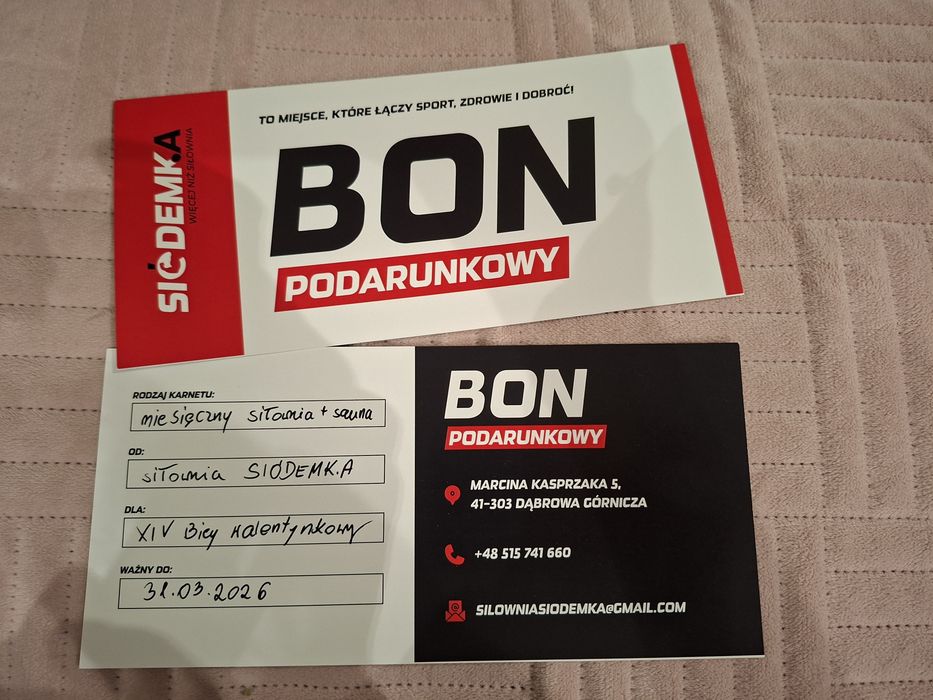 TO MIEJSCE, KTÓRE ŁĄCZY SPORT, ZDROWIE I DOBROĆ!
SIÓDEMK.A
WIĘCEJ NIŻ SIŁOWNIA
BON
PODARUNKOWY
RODZAJ KARNETU:
miesięczny siłownia + sauna
OD:
siłownia SIÓDEMK.A
DLA:
XIV Bieg Walentynkowy
WAŻNY DO:
31.03.2026
BON
PODARUNKOWY
MARCINA KASPRZAKA 5,
41-303 DĄBROWA GÓRNICZA
+48 515 741 660
SILOWNIASIODEMKA@GMAIL.COM